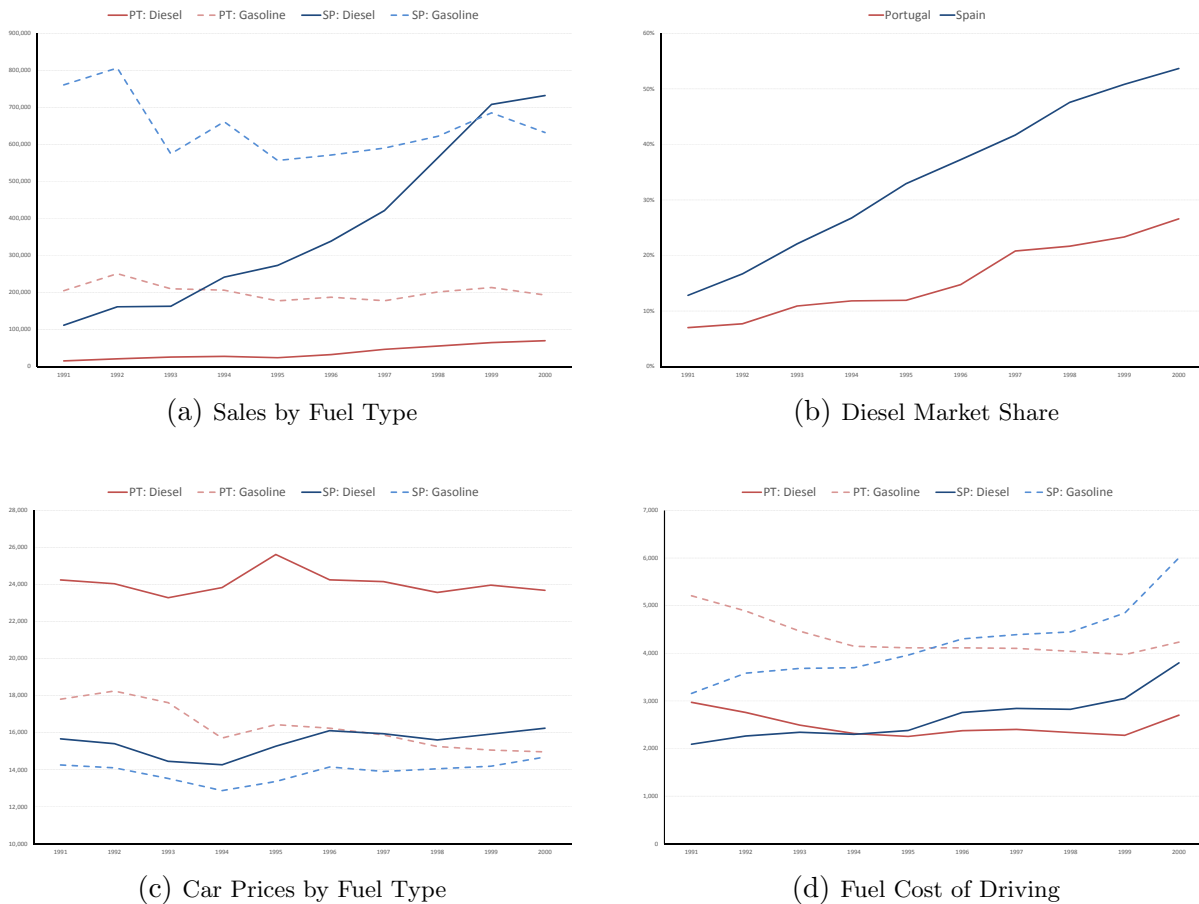 PT: Diesel PT: Gasoline SP: Diesel SP: Gasoline
900,000
800,000
700,000
600,000
500,000
400,000
300,000
200,000
100,000
0
1991 1992 1993 1994 1995 1996 1997 1998 1999 2000
(a) Sales by Fuel Type
Portugal Spain
60%
50%
40%
30%
20%
10%
0%
1991 1992 1993 1994 1995 1996 1997 1998 1999 2000
(b) Diesel Market Share
PT: Diesel PT: Gasoline SP: Diesel SP: Gasoline
28,000
26,000
24,000
22,000
20,000
18,000
16,000
14,000
12,000
10,000
1991 1992 1993 1994 1995 1996 1997 1998 1999 2000
(c) Car Prices by Fuel Type
PT: Diesel PT: Gasoline SP: Diesel SP: Gasoline
7,000
6,000
5,000
4,000
3,000
2,000
1,000
0
1991 1992 1993 1994 1995 1996 1997 1998 1999 2000
(d) Fuel Cost of Driving